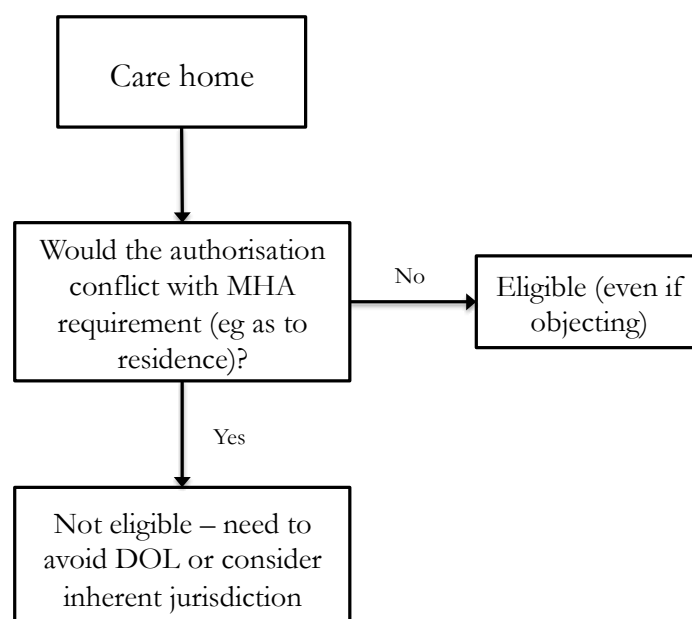 Care home
Would the authorisation
conflict with MHA
requirement (eg as to
residence)?
No
Eligible (even if
objecting)
Yes
Not eligible – need to
avoid DOL or consider
inherent jurisdiction